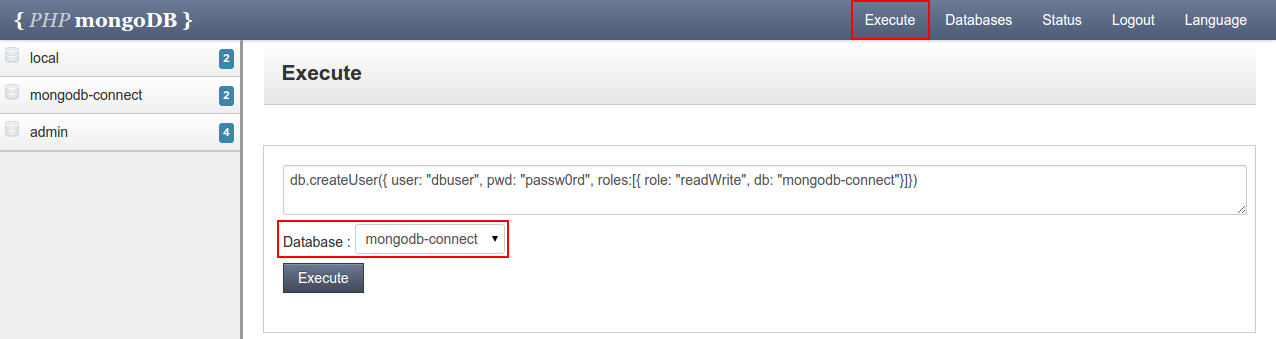 { PHP mongoDB }
Execute Databases Status Logout Language
local 2
mongodb-connect 2
admin 4
Execute
db.createUser({ user: "dbuser", pwd: "passw0rd", roles:[{ role: "readWrite", db: "mongodb-connect"}]})
Database : mongodb-connect
Execute